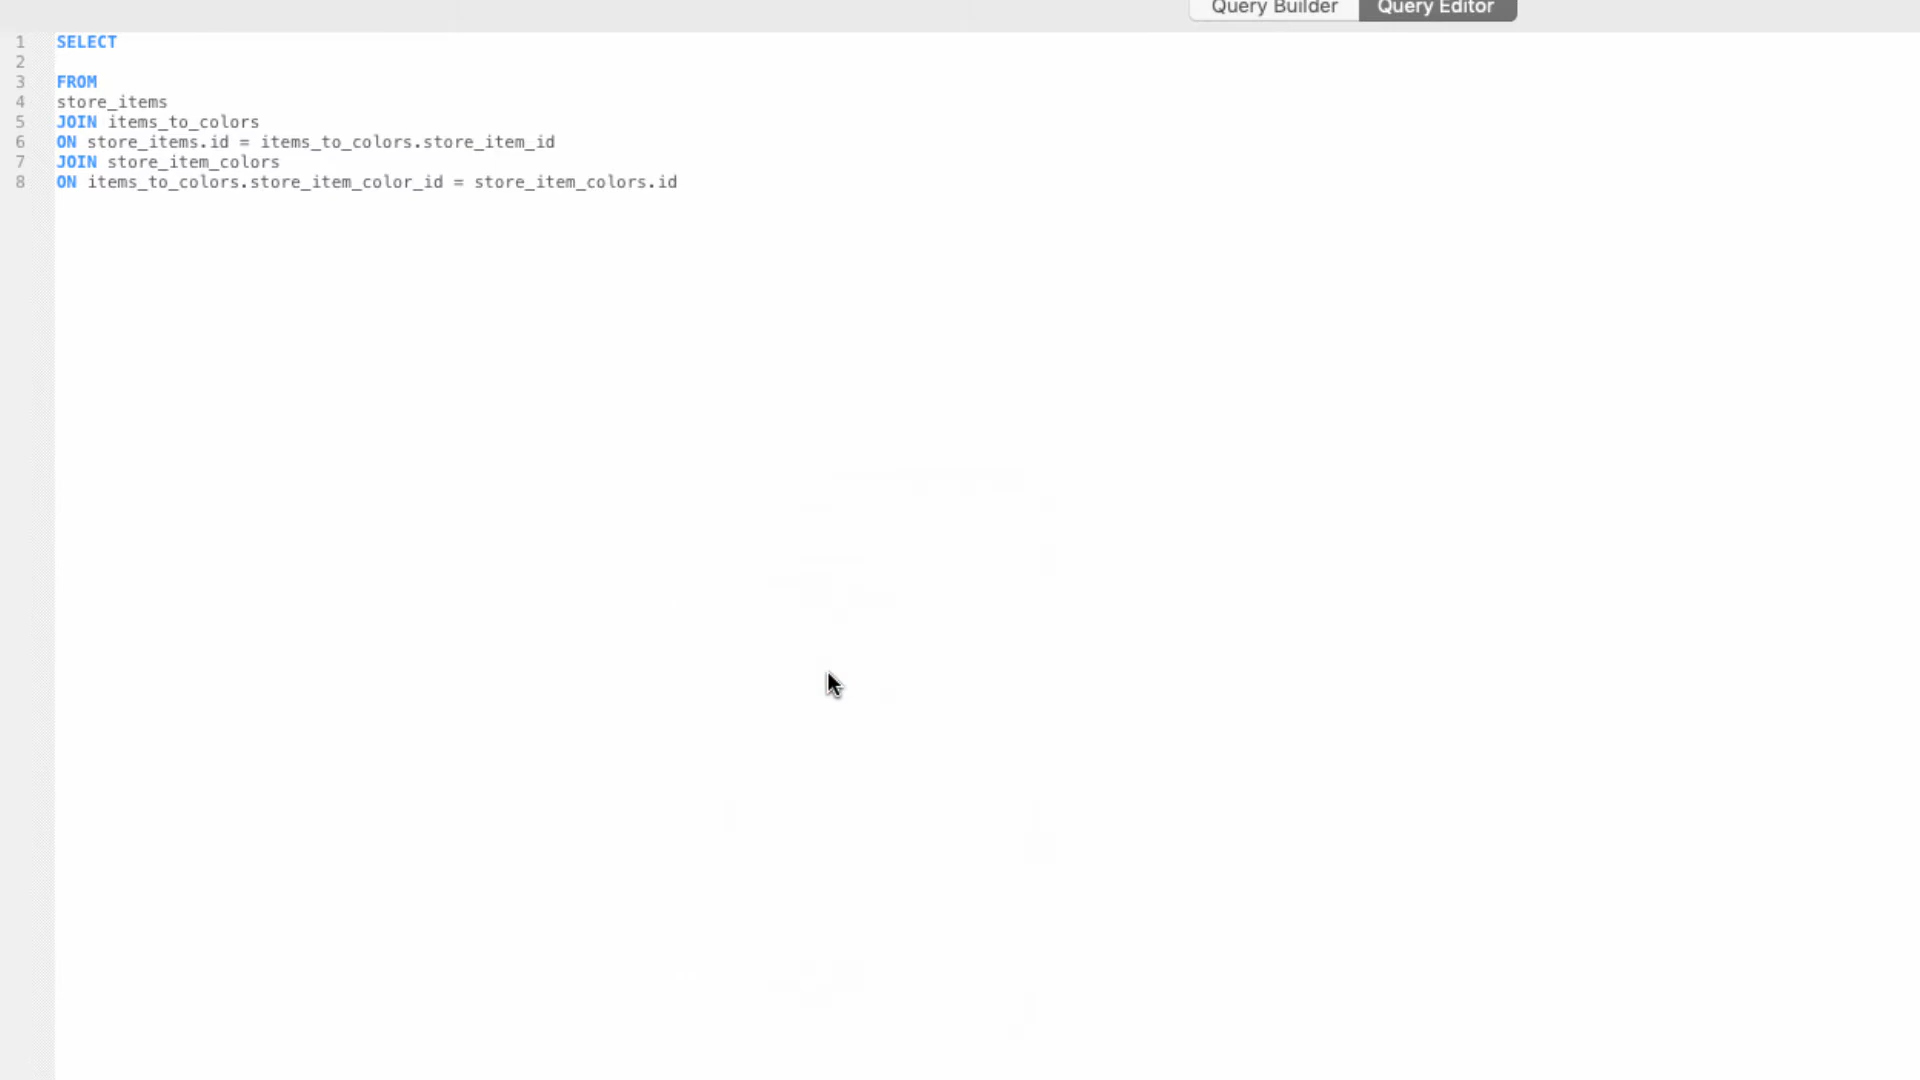 Query Builder Query Editor
1 SELECT
2
3 FROM
4 store_items
5 JOIN items_to_colors
6 ON store_items.id = items_to_colors.store_item_id
7 JOIN store_item_colors
8 ON items_to_colors.store_item_color_id = store_item_colors.id